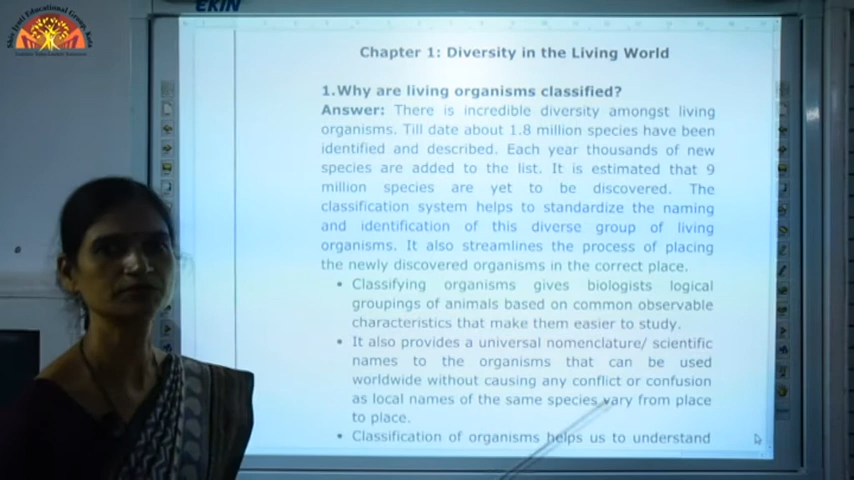 EKIN
Shiv Jyoti Educational Group, Kota
Chapter 1: Diversity in the Living World
1.Why are living organisms classified?
Answer: There is incredible diversity amongst living
organisms. Till date about 1.8 million species have been
identified and described. Each year thousands of new
species are added to the list. It is estimated that 9
million species are yet to be discovered. The
classification system helps to standardize the naming
and identification of this diverse group of living
organisms. It also streamlines the process of placing
the newly discovered organisms in the correct place.
• Classifying organisms gives biologists logical
groupings of animals based on common observable
characteristics that make them easier to study.
• It also provides a universal nomenclature/ scientific
names to the organisms that can be used
worldwide without causing any conflict or confusion
as local names of the same species vary from place
to place.
• Classification of organisms helps us to understand